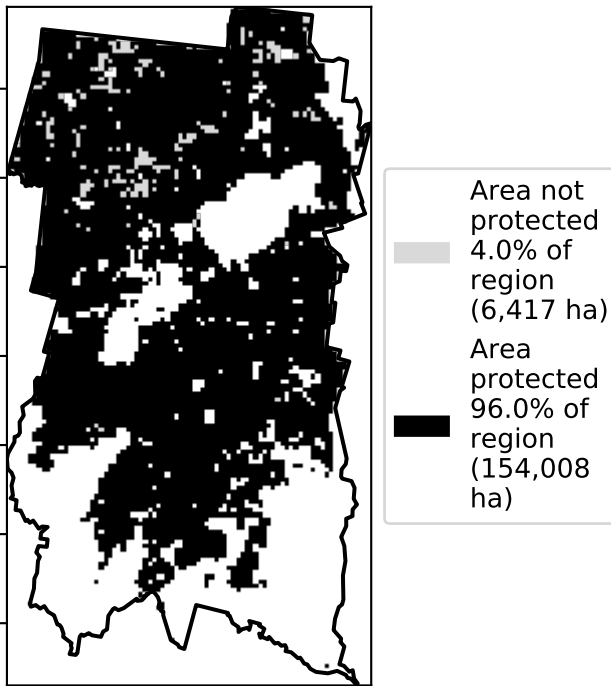 Area not
protected
4.0% of
region
(6,417 ha)
Area
protected
96.0% of
region
(154,008
ha)